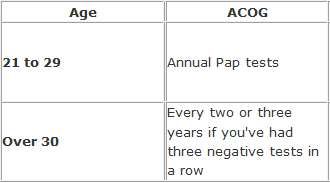 Age ACOG
21 to 29 Annual Pap tests
Every two or three
years if you've had
Over 30 three negative tests in
a row